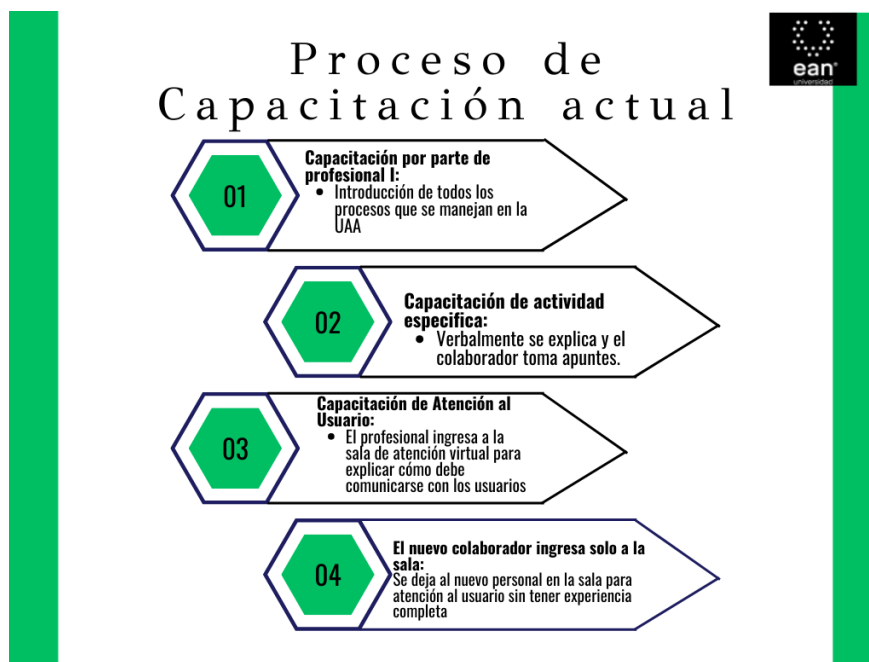 Proceso de
Capacitación actual
ean®
universidad
01
Capacitación por parte de
profesional I:
• Introducción de todos los
procesos que se manejan en la
UAA
02
Capacitación de actividad
especifica:
• Verbalmente se explica y el
colaborador toma apuntes.
03
Capacitación de Atención al
Usuario:
• El profesional ingresa a la
sala de atención virtual para
explicar cómo debe
comunicarse con los usuarios
04
El nuevo colaborador ingresa solo a la
sala:
Se deja al nuevo personal en la sala para
atención al usuario sin tener experiencia
completa